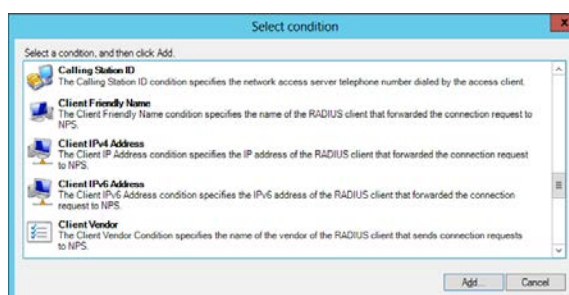 Select condition
x
Select a condition, and then click Add.
Calling Station ID
The Calling Station ID condition specifies the network access server telephone number dialed by the access client.
Client Friendly Name
The Client Friendly Name condition specifies the name of the RADIUS client that forwarded the connection request to
NPS.
Client IPv4 Address
The Client IP Address condition specifies the IP address of the RADIUS client that forwarded the connection request
to NPS.
Client IPv6 Address
The Client IPv6 Address condition specifies the IPv6 address of the RADIUS client that forwarded the connection
request to NPS.
Client Vendor
The Client Vendor Condition specifies the name of the vendor of the RADIUS client that sends connection requests
to NPS.
Add...
Cancel